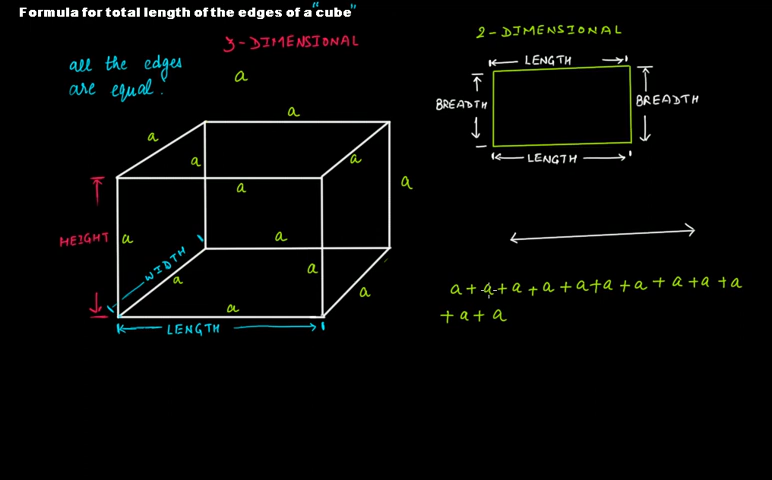 Formula for total length of the edges of a "cube"
3-DIMENSIONAL
all the edges
are equal.
a
a
a
a
a
a
a
a
HEIGHT
a
a
WIDTH
a
a
a
a
LENGTH
2-DIMENSIONAL
LENGTH
BREADTH
BREADTH
LENGTH
a+a+a+a+a+a+a+a+a+a
+a+a